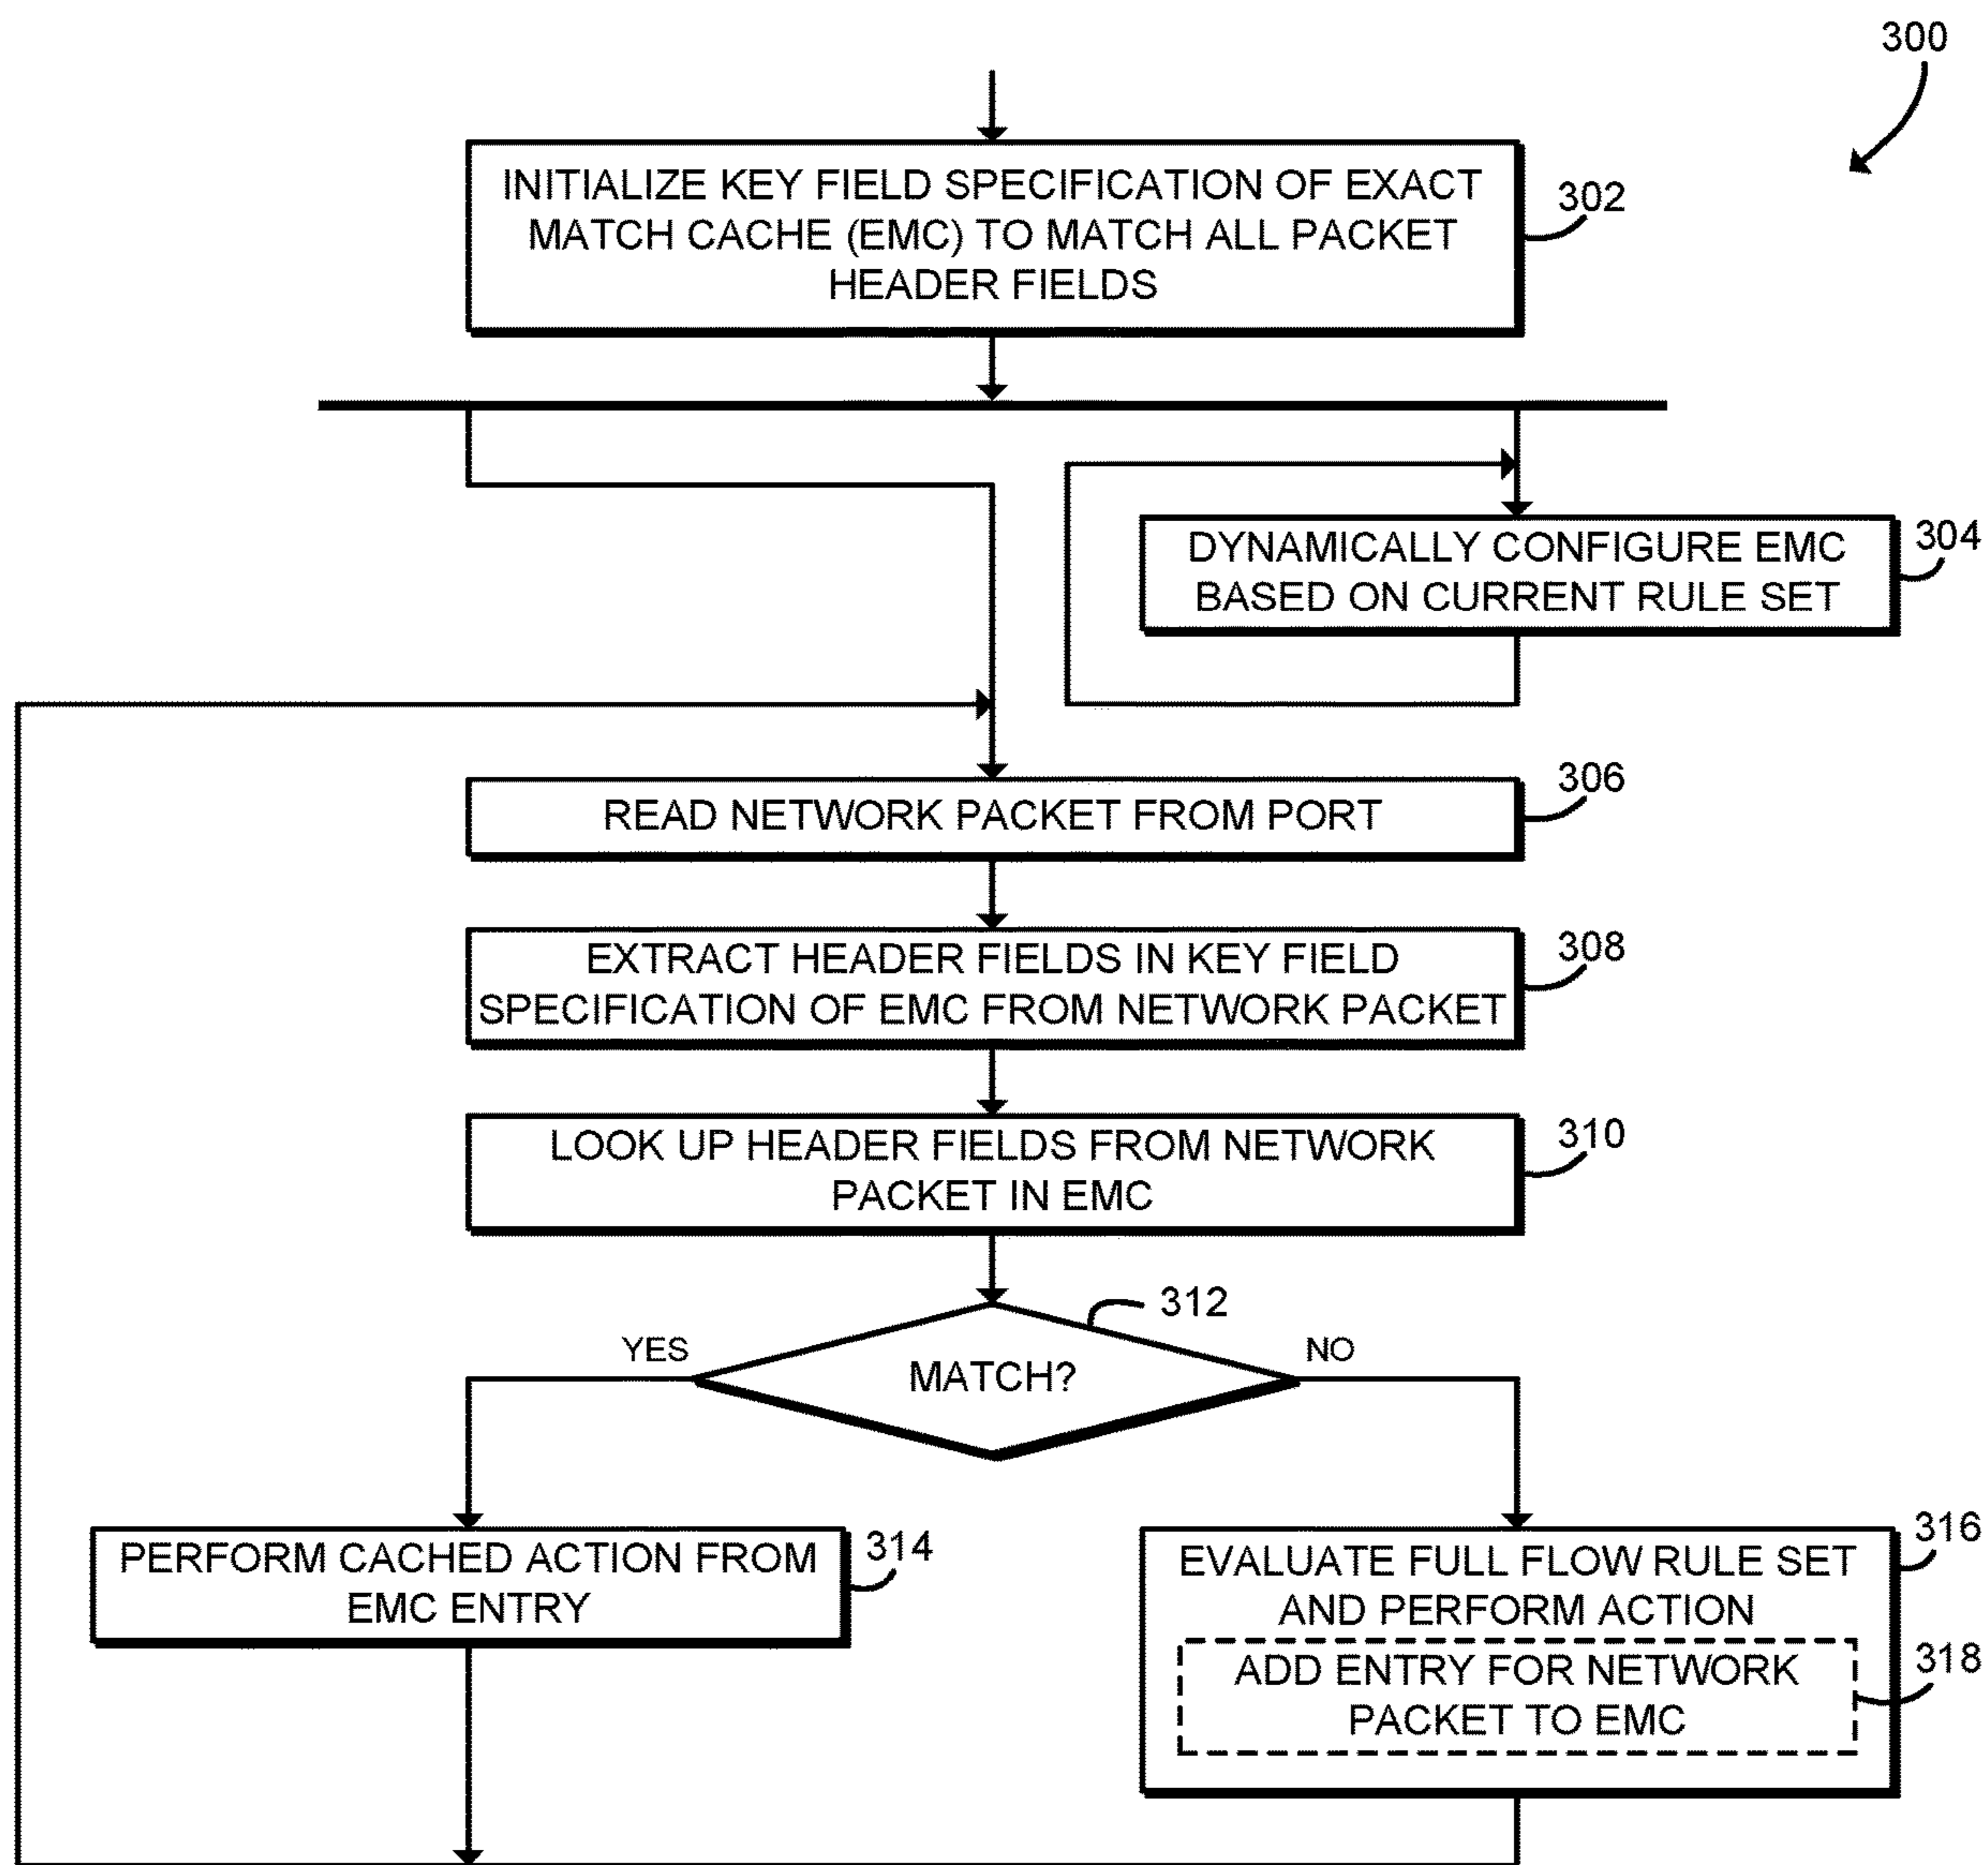 300
INITIALIZE KEY FIELD SPECIFICATION OF EXACT
MATCH CACHE (EMC) TO MATCH ALL PACKET
HEADER FIELDS
302
DYNAMICALLY CONFIGURE EMC
BASED ON CURRENT RULE SET
304
READ NETWORK PACKET FROM PORT
306
EXTRACT HEADER FIELDS IN KEY FIELD
SPECIFICATION OF EMC FROM NETWORK PACKET
308
LOOK UP HEADER FIELDS FROM NETWORK
PACKET IN EMC
310
312
YES
MATCH?
NO
PERFORM CACHED ACTION FROM
EMC ENTRY
314
EVALUATE FULL FLOW RULE SET
AND PERFORM ACTION
316
ADD ENTRY FOR NETWORK
PACKET TO EMC
318